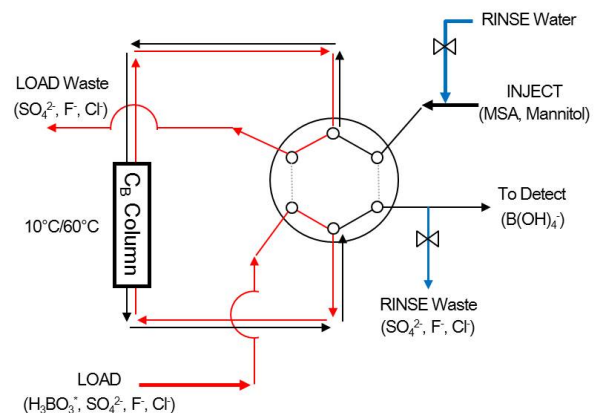 RINSE Water
LOAD Waste
(SO₄²⁻, F⁻, Cl⁻)
INJECT
(MSA, Mannitol)
C_B Column
10°C/60°C
To Detect
(B(OH)₄⁻)
RINSE Waste
(SO₄²⁻, F⁻, Cl⁻)
LOAD
(H₃BO₃*, SO₄²⁻, F⁻, Cl⁻)